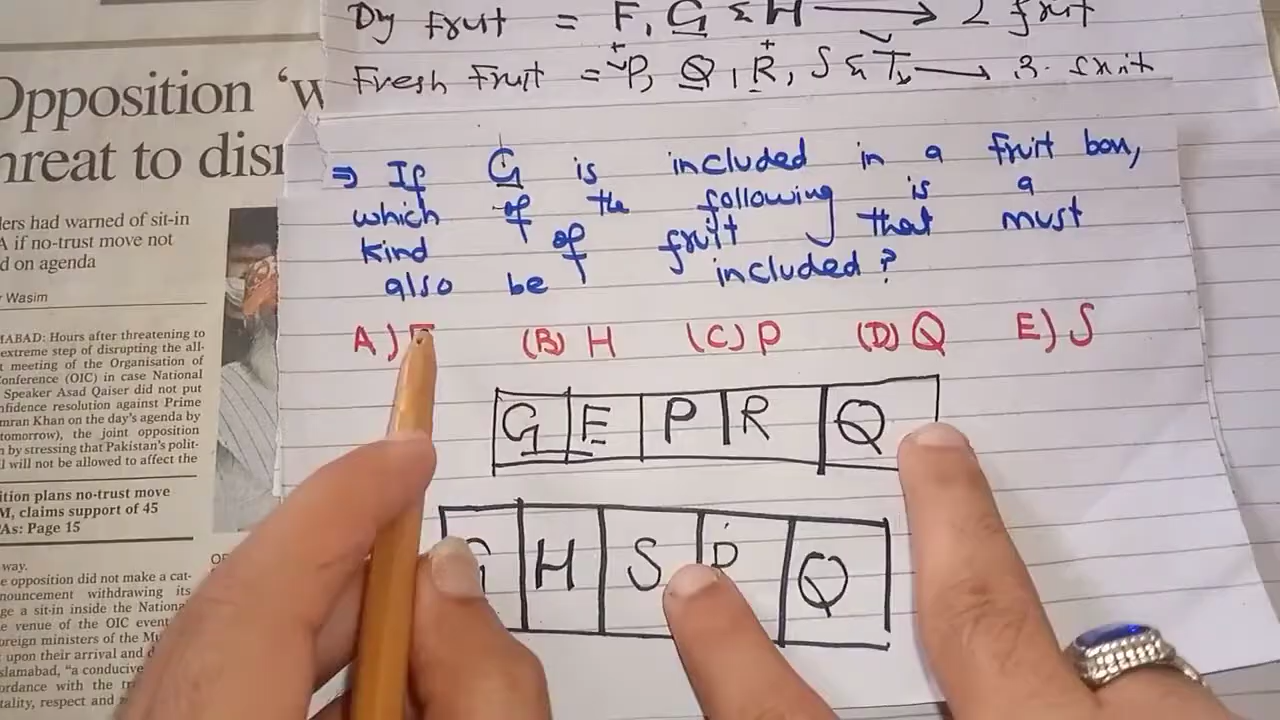 Dy fruit = F, G & H → 2 fruit
Fresh Fruit = P, Q, R, S & T → 3. fruit
⇒ If G is included in a fruit box,
which of the following is a
kind of fruit that must
also be included?
A) (B) H (C) P (D) Q E) S
G F P R Q
H S P Q
Opposition 'w
hreat to disr
ders had warned of sit-in
A if no-trust move not
d on agenda
Wasim
MABAD: Hours after threatening to
extreme step of disrupting the all-
meeting of the Organisation of
Conference (OIC) in case National
Speaker Asad Qaiser did not put
nfidence resolution against Prime
mran Khan on the day's agenda by
tomorrow), the joint opposition
n by stressing that Pakistan's polit-
l will not be allowed to affect the
ition plans no-trust move
M, claims support of 45
As: Page 15
way.
e opposition did not make a cat-
nouncement withdrawing its
ge a sit-in inside the Nationa
e venue of the OIC event
oreign ministers of the Mu
upon their arrival and d
slamabad, "a conducive
ordance with the tr
tality, respect and